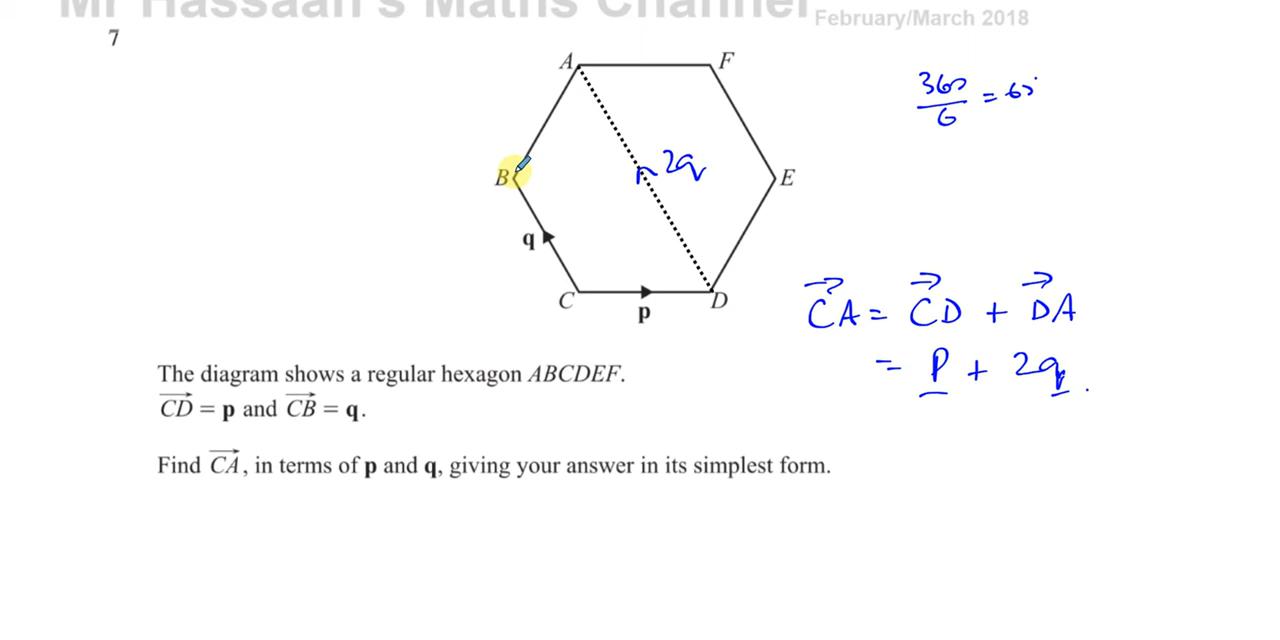 Mr Hassaan's Maths Channel
February/March 2018
7
A
F
360/6 = 60°
B
2q
E
q
C
p
D
CA = CD + DA
= p + 2q.
The diagram shows a regular hexagon ABCDEF.
CD = p and CB = q.
Find CA, in terms of p and q, giving your answer in its simplest form.